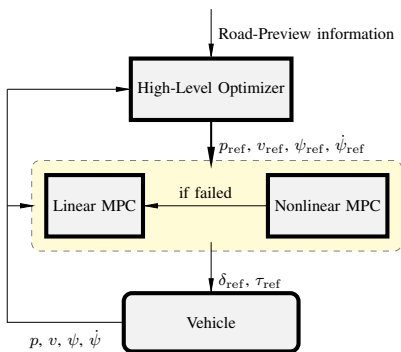 Road-Preview information
High-Level Optimizer
p_ref, v_ref, ψ_ref, ψ̇_ref
Linear MPC
if failed
Nonlinear MPC
δ_ref, τ_ref
Vehicle
p, v, ψ, ψ̇